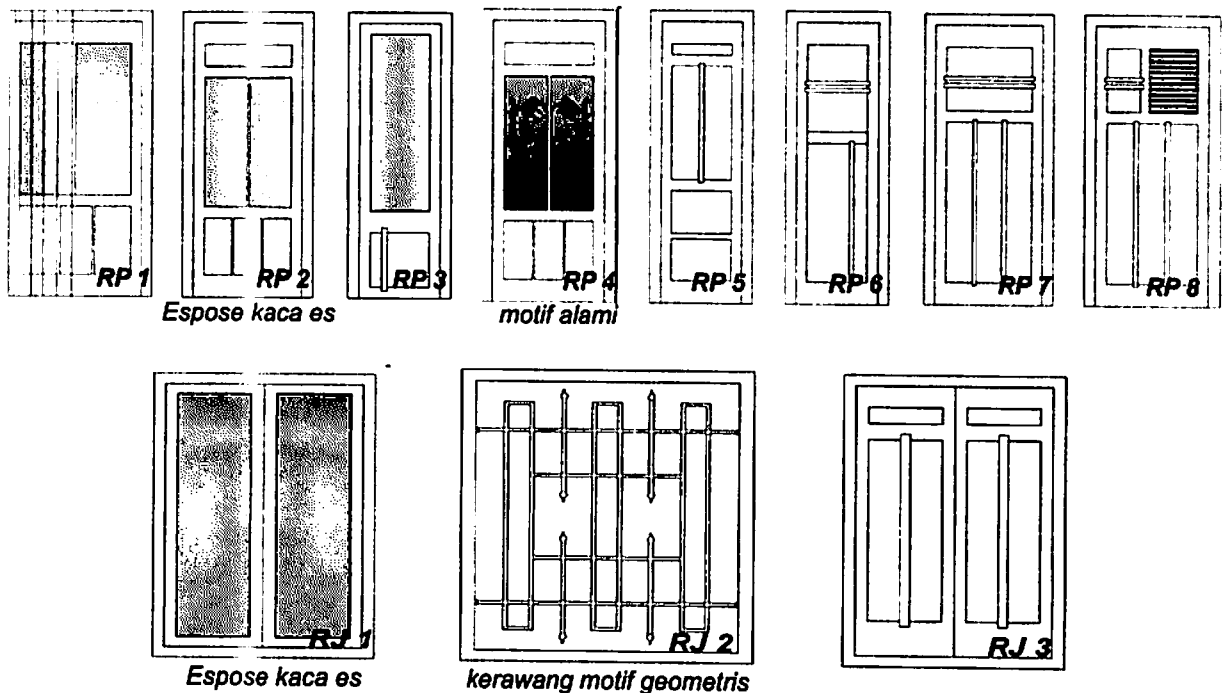 RP 1 RP 2 RP 3 RP 4 RP 5 RP 6 RP 7 RP 8
Espose kaca es motif alami
RJ 1 RJ 2 RJ 3
Espose kaca es kerawang motif geometris